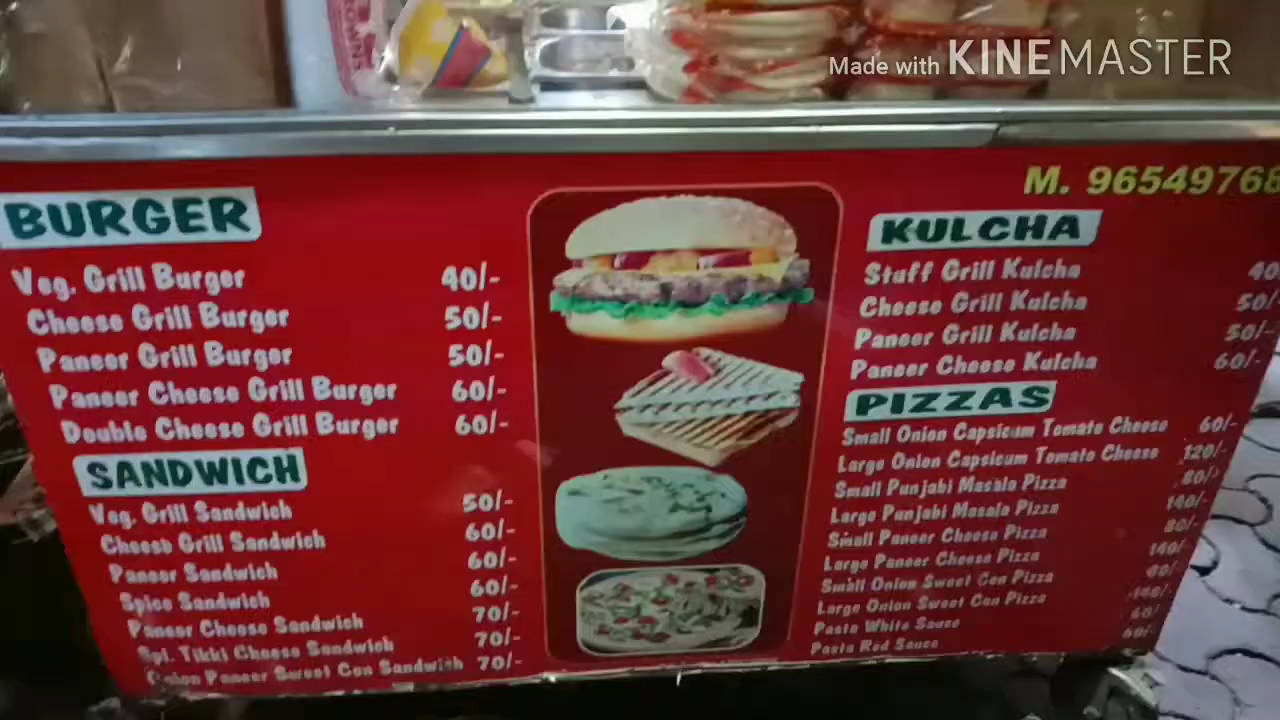 TOWN'S
Made with KINEMASTER
M. 96549768
BURGER
Veg. Grill Burger 40/-
Cheese Grill Burger 50/-
Paneer Grill Burger 50/-
Paneer Cheese Grill Burger 60/-
Double Cheese Grill Burger 60/-
SANDWICH
Veg. Grill Sandwich 50/-
Cheese Grill Sandwich 60/-
Paneer Sandwich 60/-
Spice Sandwich 60/-
Paneer Cheese Sandwich 70/-
Spl. Tikki Cheese Sandwich 70/-
Onion Paneer Sweet Con Sandwich 70/-
KULCHA
Stuff Grill Kulcha 40
Cheese Grill Kulcha 50/
Paneer Grill Kulcha 50/-
Paneer Cheese Kulcha 60/-
PIZZAS
Small Onion Capsicum Tomato Cheese 60/-
Large Onion Capsicum Tomato Cheese 120/-
Small Punjabi Masala Pizza 80/-
Large Punjabi Masala Pizza 140/-
Small Paneer Cheese Pizza 80/-
Large Paneer Cheese Pizza 140/-
Small Onion Sweet Con Pizza 80/-
Large Onion Sweet Con Pizza 140/-
Pasta White Sauce 60/
Pasta Red Sauce 60/-